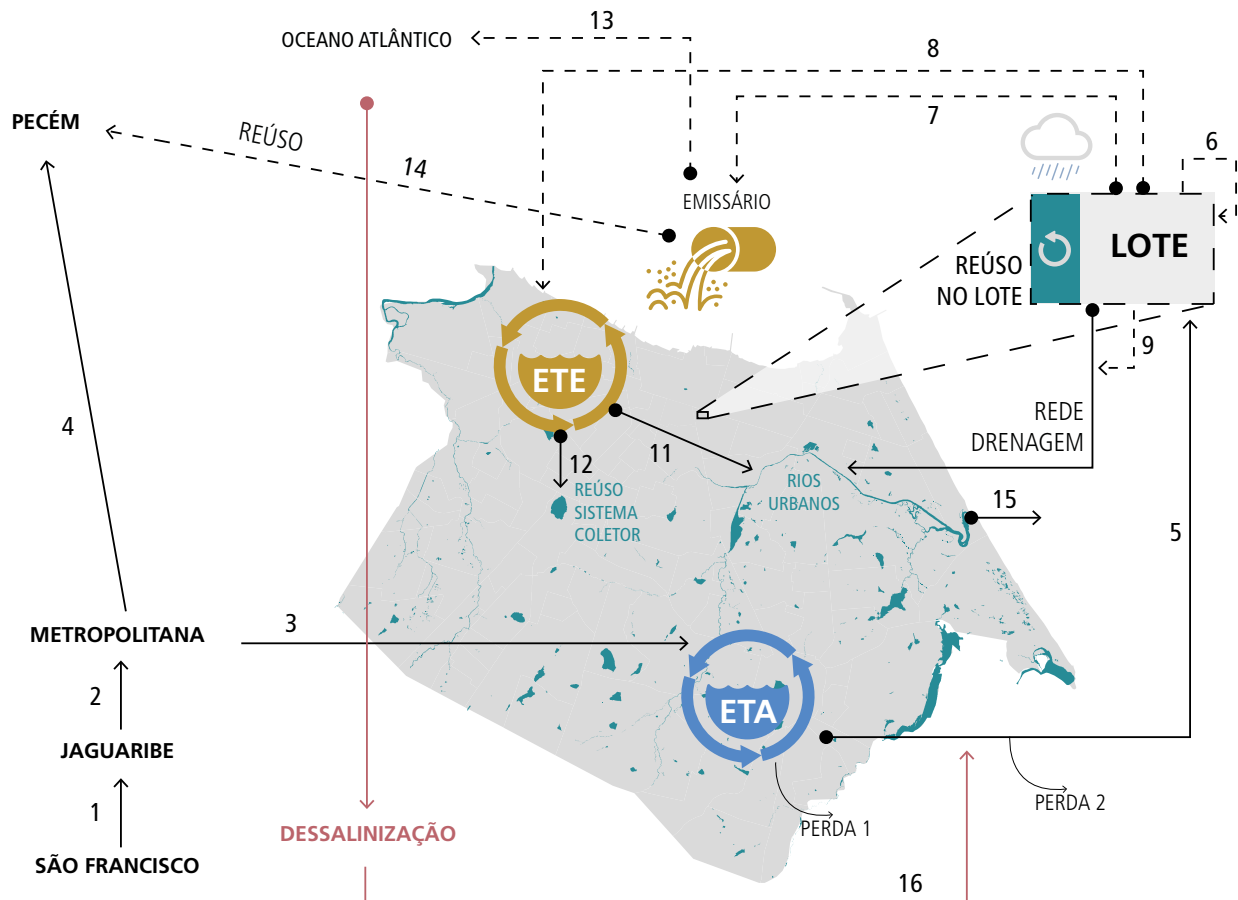 13
OCEANO ATLÂNTICO
8
7
PECÉM
REÚSO
14
6
EMISSÁRIO
LOTE
REÚSO
NO LOTE
9
ETE
4
REDE
DRENAGEM
11
12
REÚSO
SISTEMA
COLETOR
RIOS
URBANOS
15
5
METROPOLITANA
3
2
ETA
JAGUARIBE
1
PERDA 2
PERDA 1
DESSALINIZAÇÃO
SÃO FRANCISCO
16